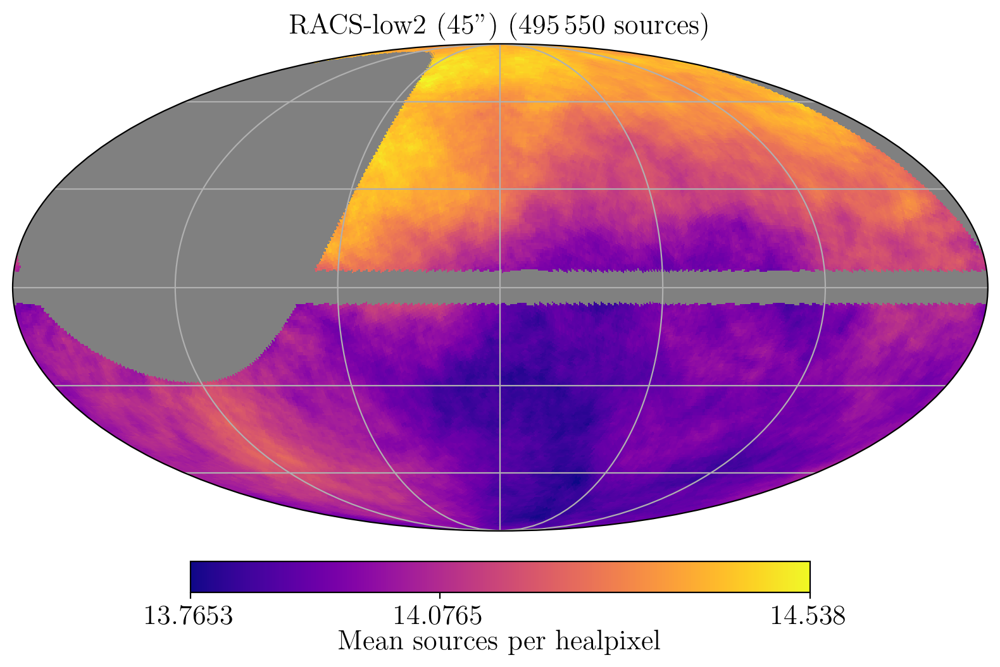 RACS-low2 (45”) (495 550 sources)
13.7653 14.0765 14.538
Mean sources per healpixel